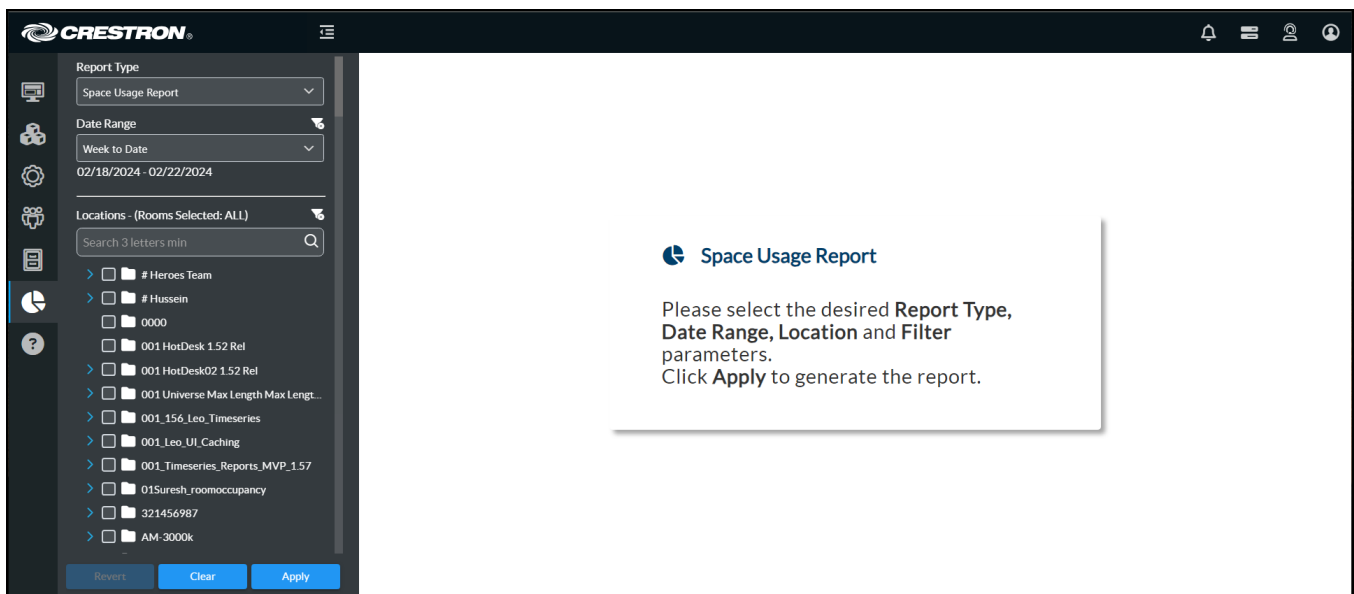 CRESTRON®
Report Type
Space Usage Report
Date Range
Week to Date
02/18/2024 - 02/22/2024
Locations - (Rooms Selected: ALL)
Search 3 letters min
# Heroes Team
# Hussein
0000
001 HotDesk 1.52 Rel
001 HotDesk02 1.52 Rel
001 Universe Max Length Max Lengt...
001_156_Leo_Timeseries
001_Leo_UI_Caching
001_Timeseries_Reports_MVP_1.57
01Suresh_roomoccupancy
321456987
AM-3000k
Revert Clear Apply
Space Usage Report
Please select the desired Report Type,
Date Range, Location and Filter
parameters.
Click Apply to generate the report.